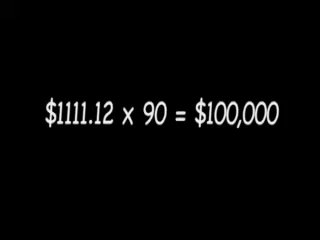 $1111.12 x 90 = $100,000